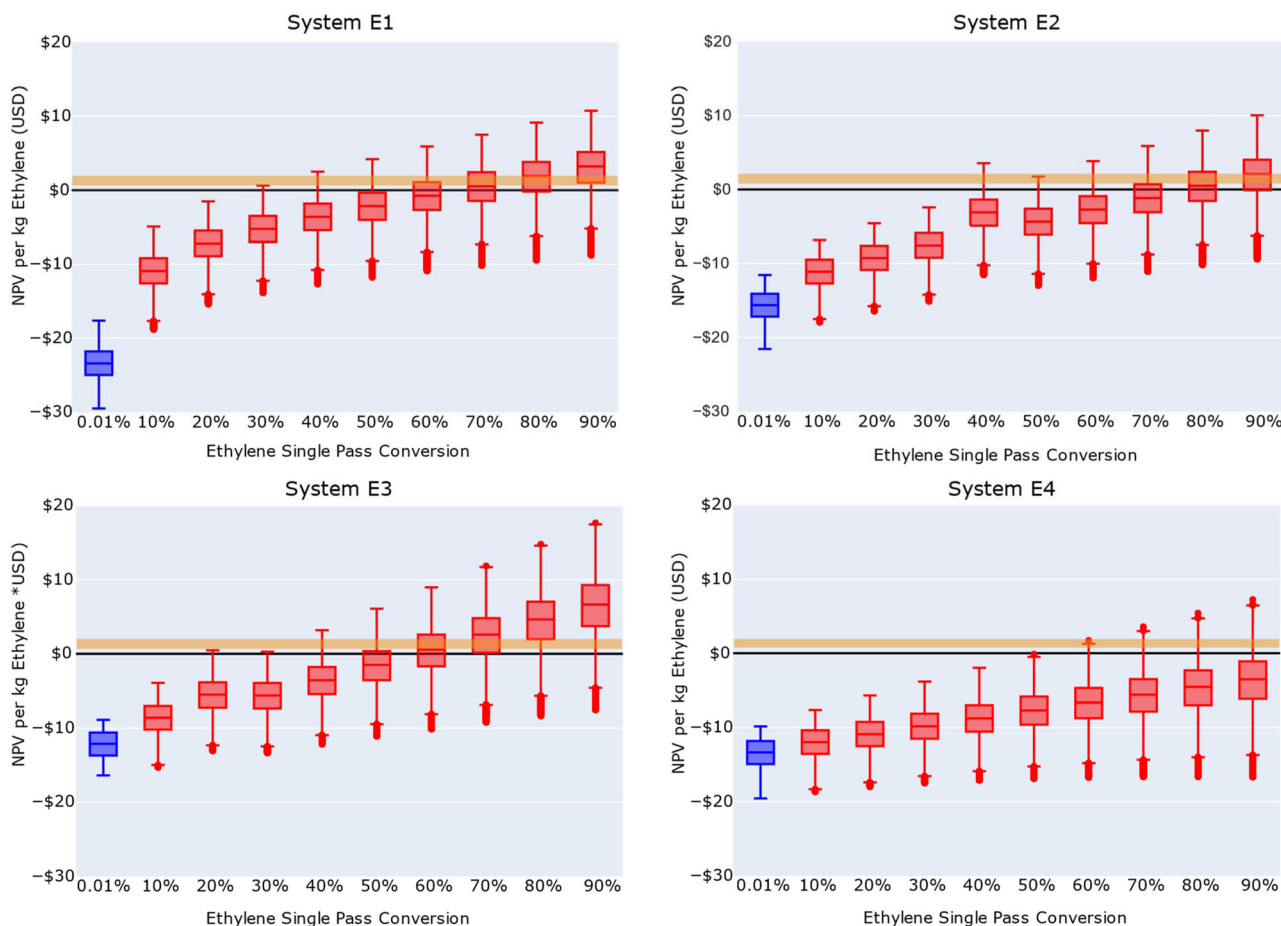 System E1
$20
$10
$0
−$10
−$20
−$30
NPV per kg Ethylene (USD)
0.01% 10% 20% 30% 40% 50% 60% 70% 80% 90%
Ethylene Single Pass Conversion
System E2
$20
$10
$0
−$10
−$20
−$30
NPV per kg Ethylene (USD)
0.01% 10% 20% 30% 40% 50% 60% 70% 80% 90%
Ethylene Single Pass Conversion
System E3
$20
$10
$0
−$10
−$20
−$30
NPV per kg Ethylene *USD)
0.01% 10% 20% 30% 40% 50% 60% 70% 80% 90%
Ethylene Single Pass Conversion
System E4
$20
$10
$0
−$10
−$20
−$30
NPV per kg Ethylene (USD)
0.01% 10% 20% 30% 40% 50% 60% 70% 80% 90%
Ethylene Single Pass Conversion